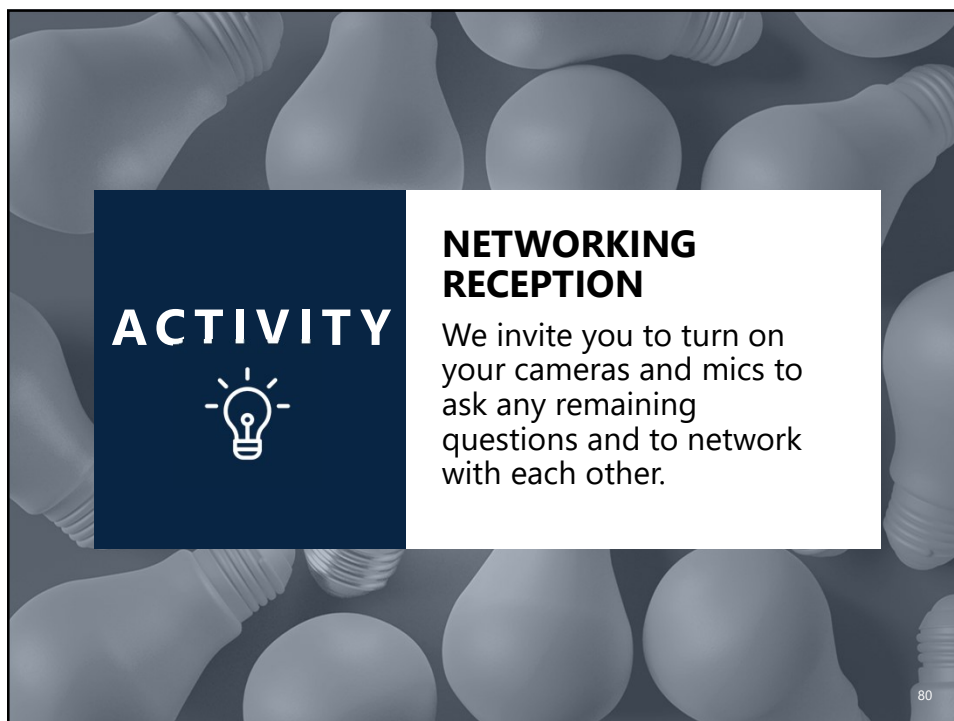 ACTIVITY
NETWORKING
RECEPTION
We invite you to turn on
your cameras and mics to
ask any remaining
questions and to network
with each other.
80